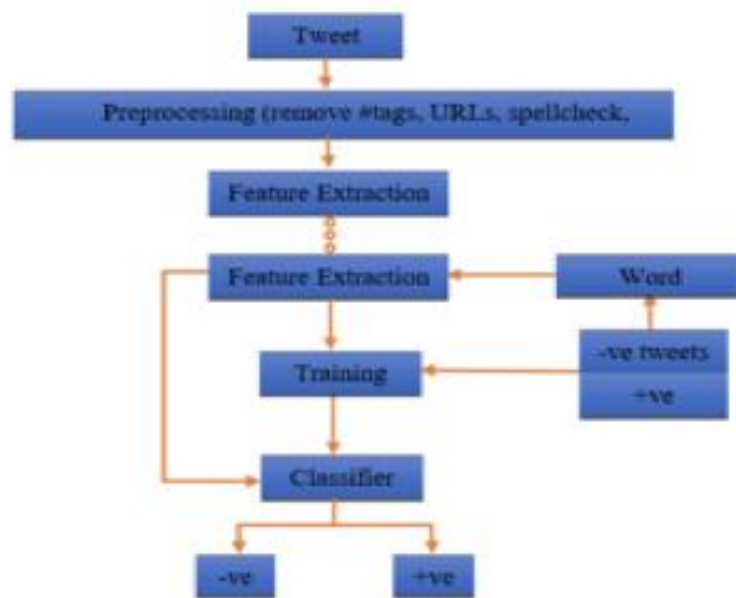 Tweet
Preprocessing (remove #tags, URLs, spellcheck,
Feature Extraction
Feature Extraction
Word
-ve tweets
+ve
Training
Classifier
-ve
+ve